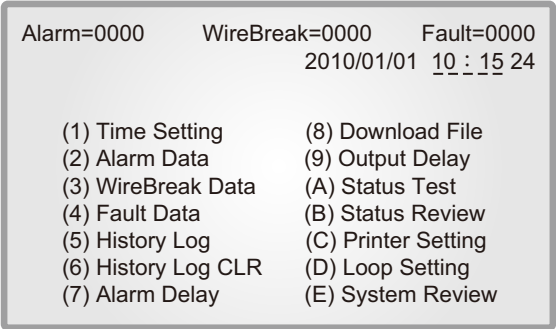 Alarm=0000 WireBreak=0000 Fault=0000
2010/01/01 10 : 15 24
(1) Time Setting (8) Download File
(2) Alarm Data (9) Output Delay
(3) WireBreak Data (A) Status Test
(4) Fault Data (B) Status Review
(5) History Log (C) Printer Setting
(6) History Log CLR (D) Loop Setting
(7) Alarm Delay (E) System Review